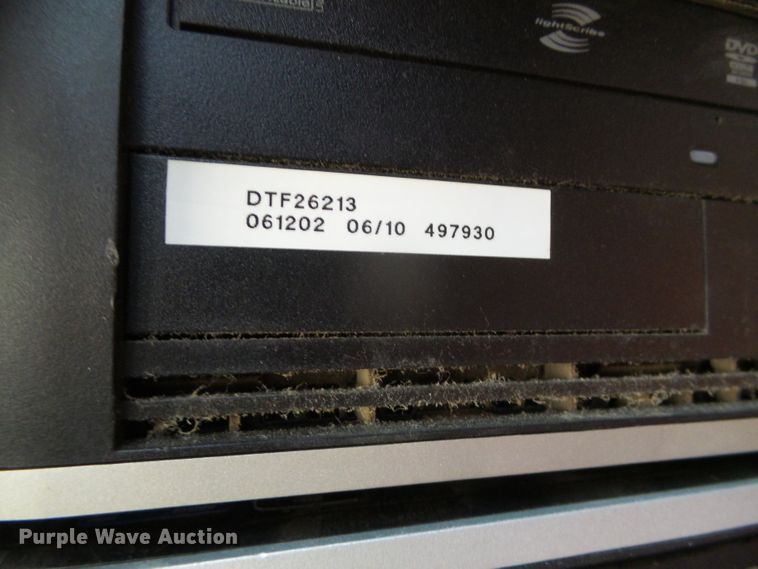 lightScribe
DVD
DTF26213
061202 06/10 497930
Purple Wave Auction